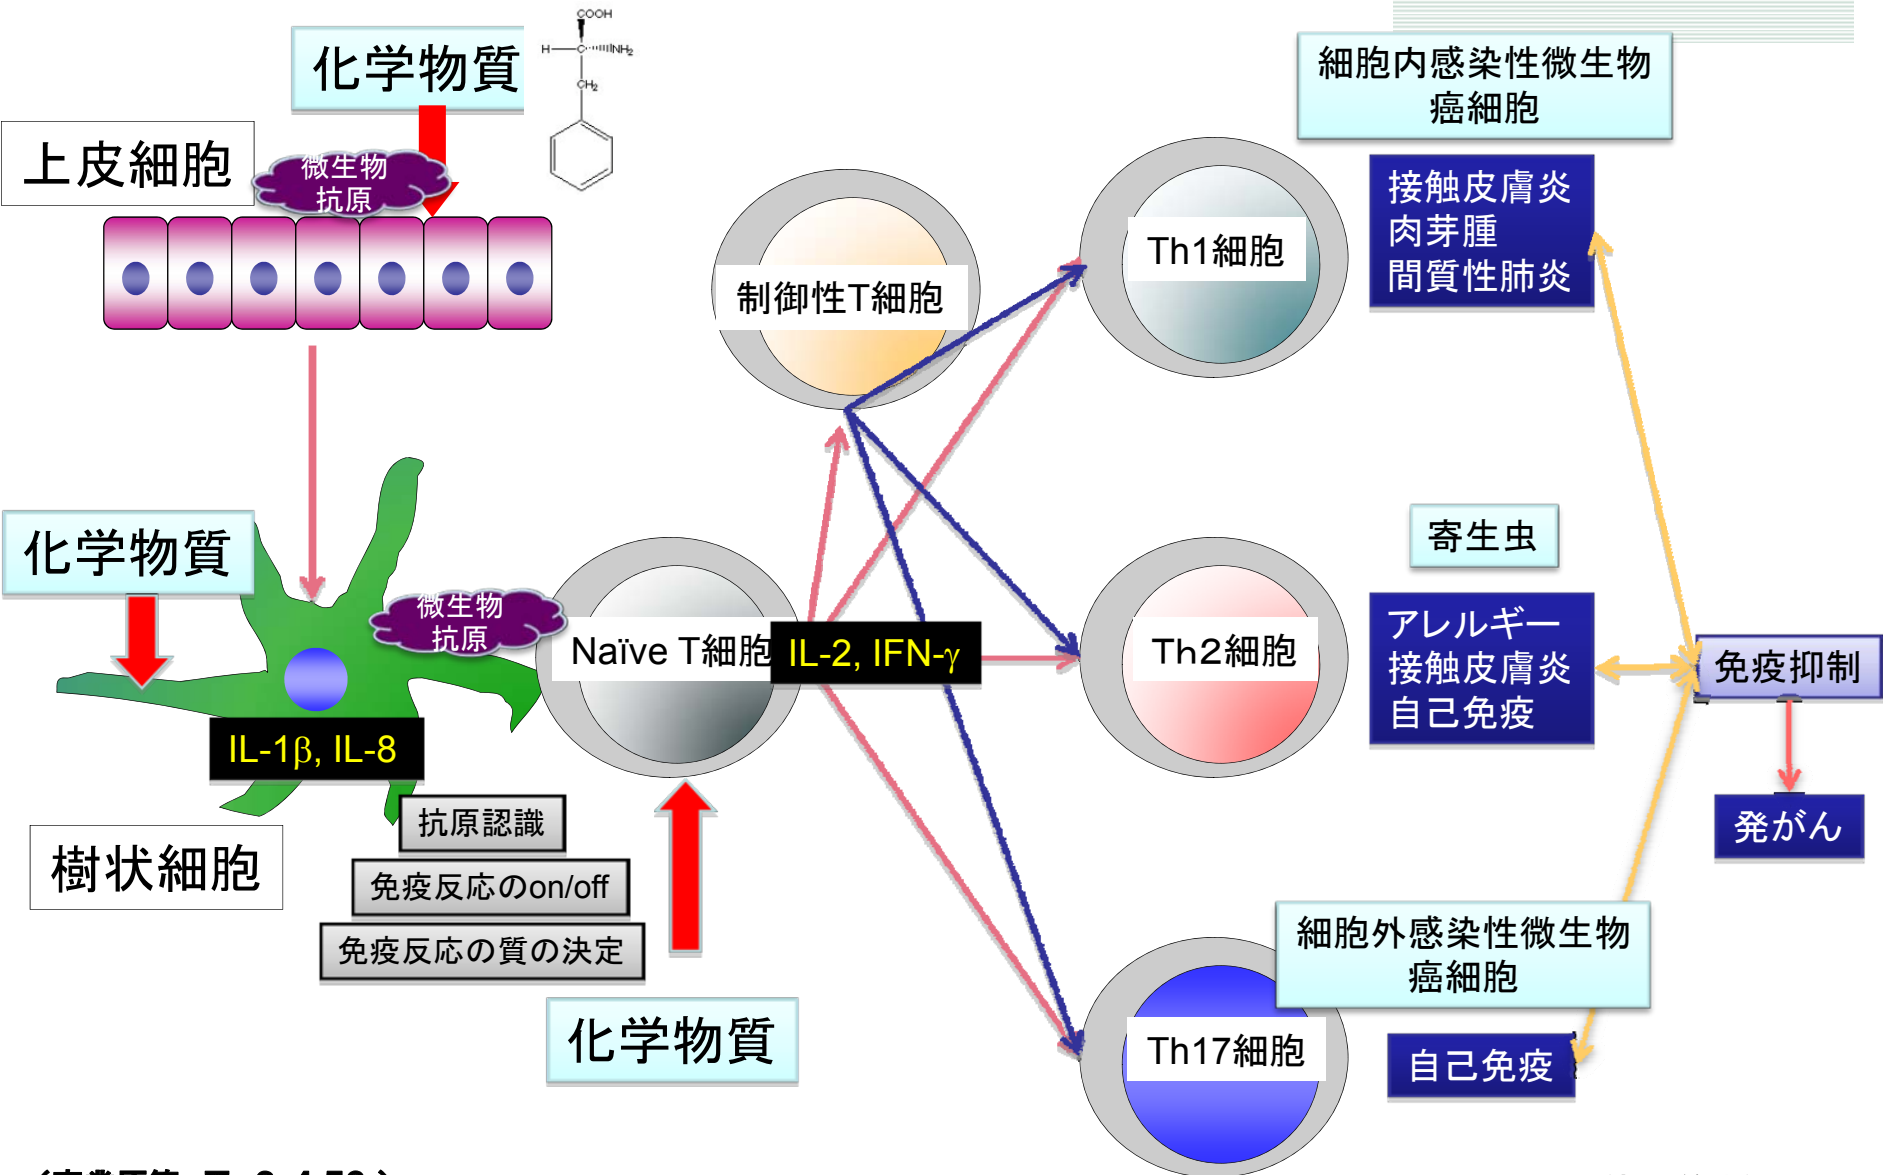 化学物質
COOH
H
C
NH2
CH2
上皮細胞
微生物
抗原
細胞内感染性微生物
癌細胞
接触皮膚炎
肉芽腫
間質性肺炎
Th1細胞
制御性T細胞
化学物質
微生物
抗原
Naïve T細胞
IL-2, IFN-γ
Th2細胞
寄生虫
アレルギー
接触皮膚炎
自己免疫
免疫抑制
発がん
IL-1β, IL-8
樹状細胞
抗原認識
免疫反応のon/off
免疫反応の質の決定
化学物質
細胞外感染性微生物
癌細胞
Th17細胞
自己免疫